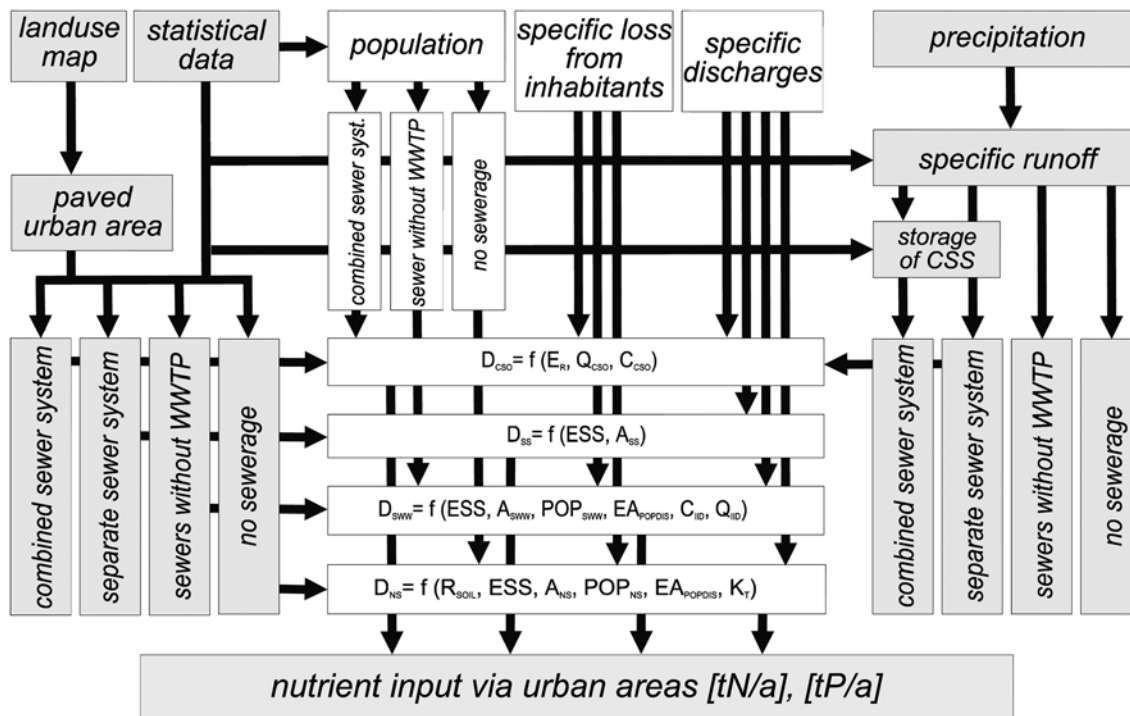 landuse
map
statistical
data
population
specific loss
from
inhabitants
specific
discharges
precipitation
combined sewer syst.
sewer without WWTP
no sewerage
specific runoff
paved
urban area
storage
of CSS
combined sewer system
separate sewer system
sewers without WWTP
no sewerage
D_CSO= f (E_R, Q_CSO, C_CSO)
D_SS= f (ESS, A_SS)
D_SWW= f (ESS, A_SWW, POP_SWW, EA_POPDIS, C_IID, Q_IID)
D_NS= f (R_SOIL, ESS, A_NS, POP_NS, EA_POPDIS, K_T)
combined sewer system
separate sewer system
sewers without WWTP
no sewerage
nutrient input via urban areas [tN/a], [tP/a]